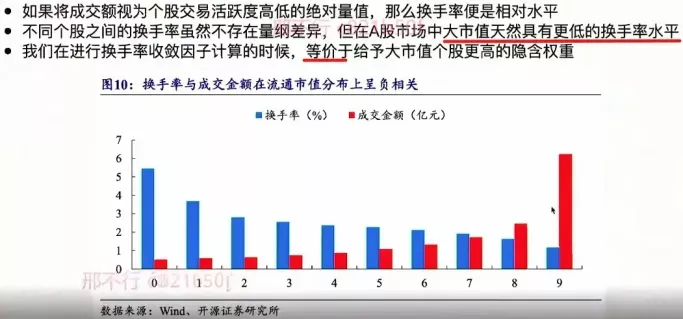 • 如果将成交额视为个股交易活跃度高低的绝对量值，那么换手率便是相对水平
• 不同个股之间的换手率虽然不存在量纲差异，但在A股市场中大市值天然具有更低的换手率水平
• 我们在进行换手率收敛因子计算的时候，等价于给予大市值个股更高的隐含权重
图10：换手率与成交金额在流通市值分布上呈负相关
换手率（%） 成交金额（亿元）
7
6
5
4
3
2
1
0
0 1 2 3 4 5 6 7 8 9
邢不行
数据来源：Wind、开源证券研究所